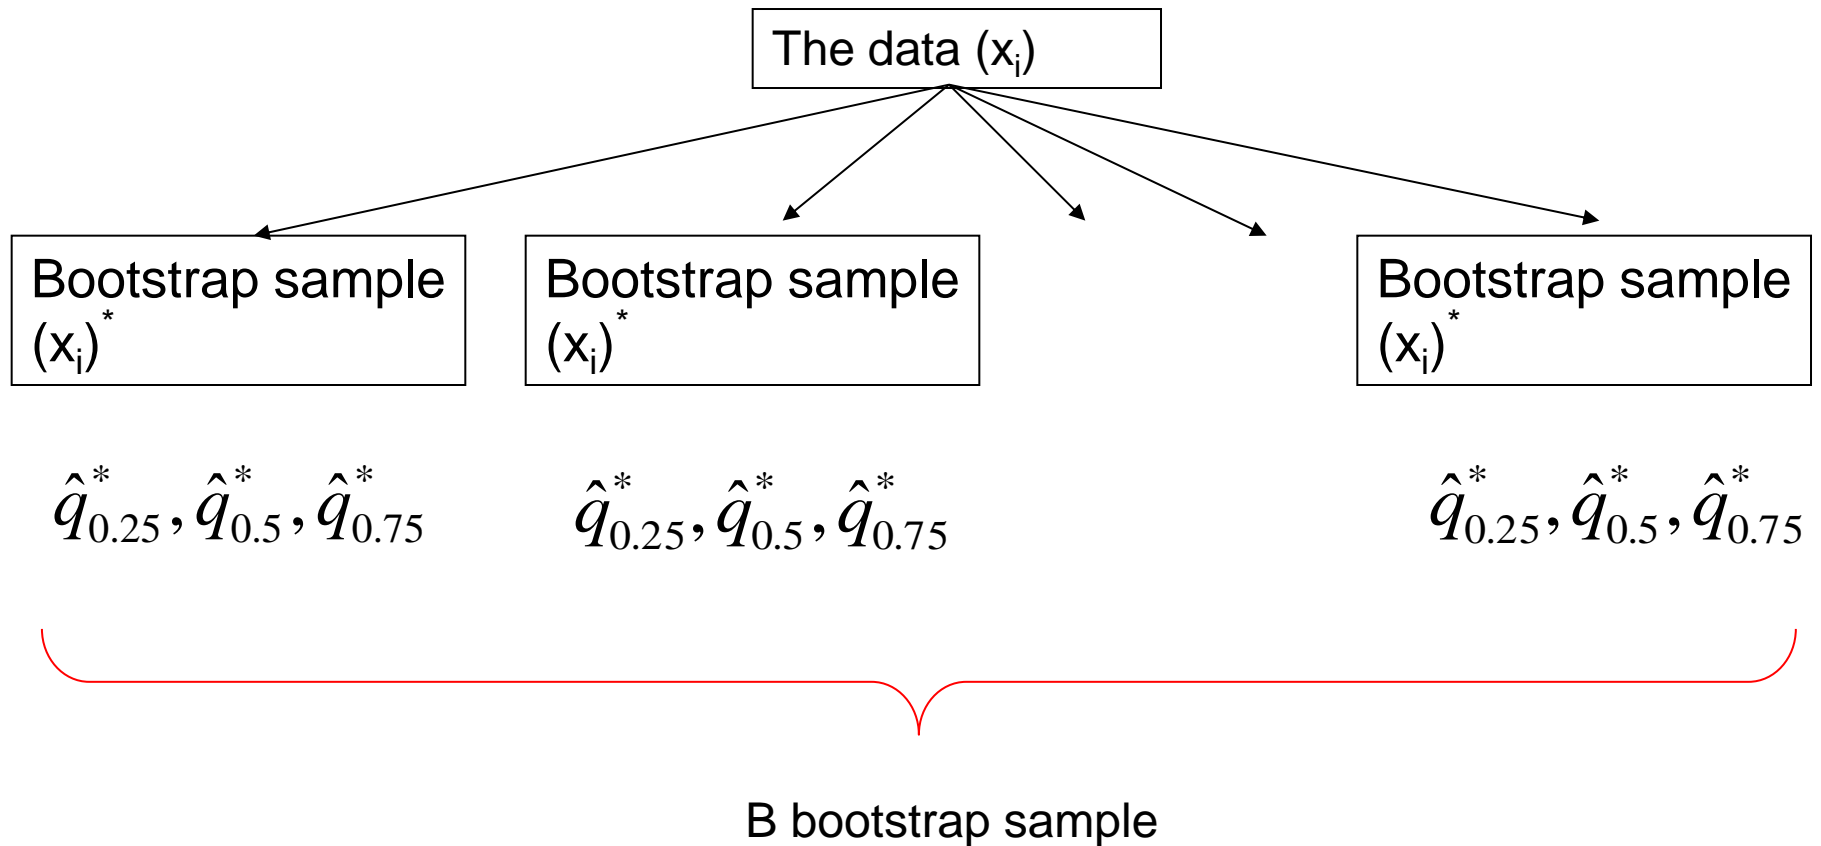 The data (xᵢ)
Bootstrap sample
(xᵢ)*
Bootstrap sample
(xᵢ)*
Bootstrap sample
(xᵢ)*
q̂*₀.₂₅, q̂*₀.₅, q̂*₀.₇₅
q̂*₀.₂₅, q̂*₀.₅, q̂*₀.₇₅
q̂*₀.₂₅, q̂*₀.₅, q̂*₀.₇₅
B bootstrap sample